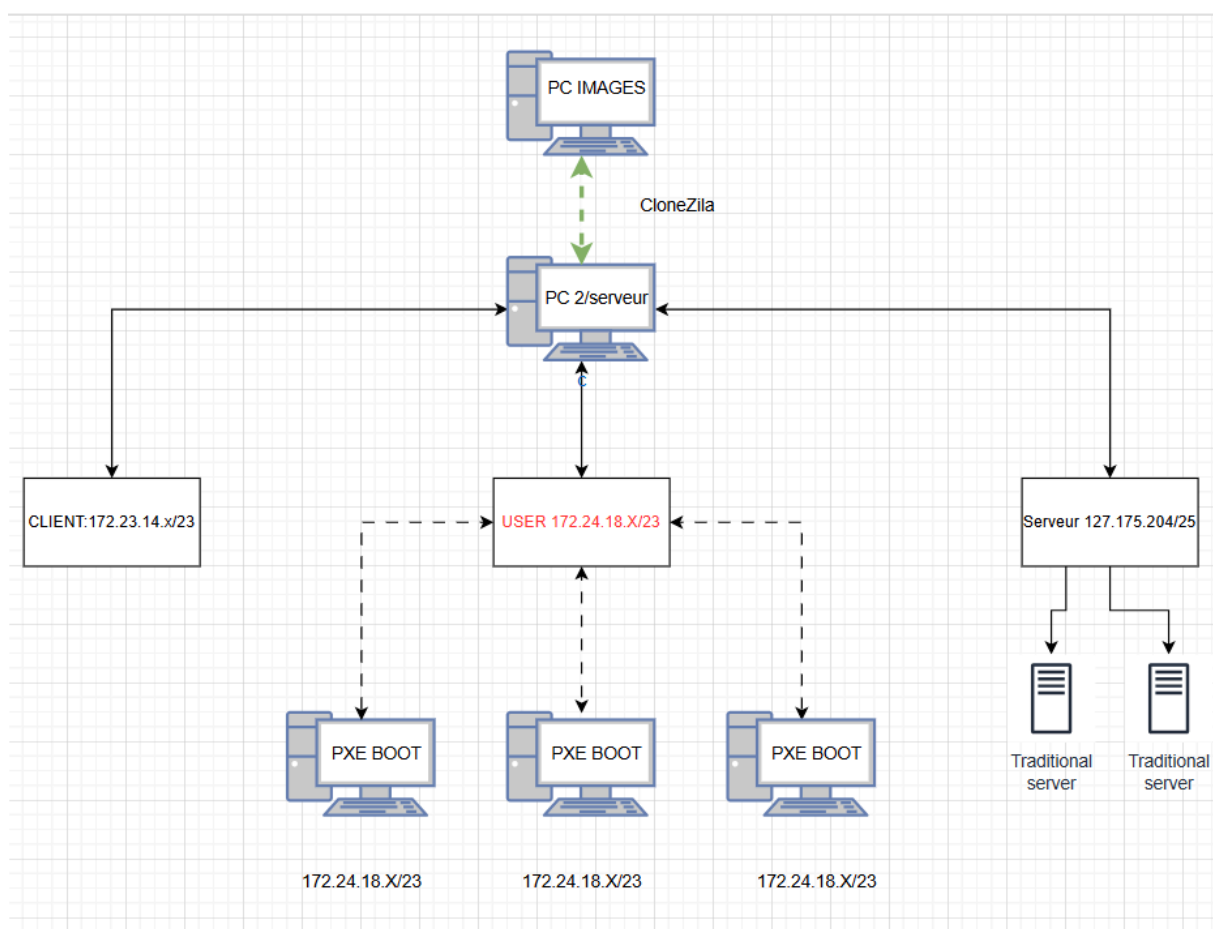 PC IMAGES
CloneZila
PC 2/serveur
C
CLIENT:172.23.14.x/23
USER 172.24.18.X/23
Serveur 127.175.204/25
PXE BOOT
PXE BOOT
PXE BOOT
Traditional
server
Traditional
server
172.24.18.X/23
172.24.18.X/23
172.24.18.X/23